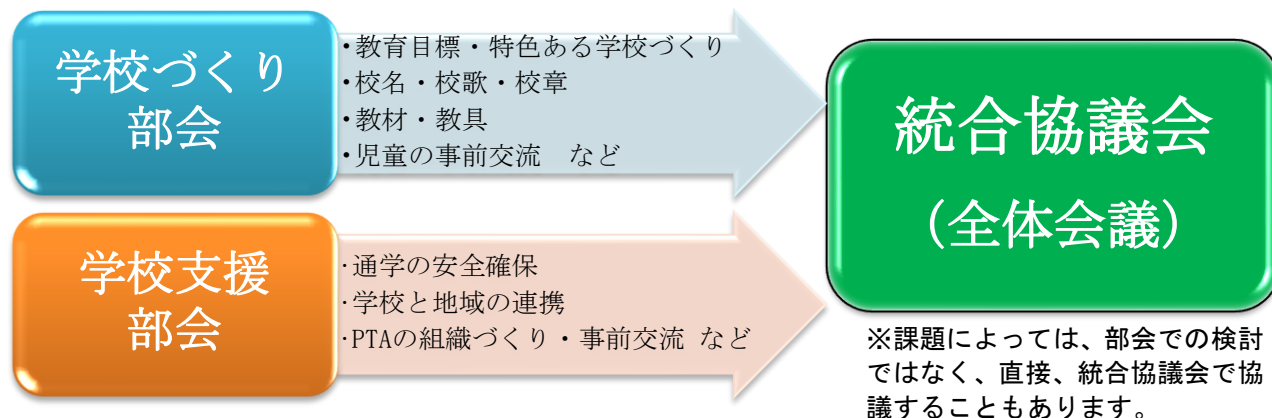 学校づくり
部会
•教育目標・特色ある学校づくり
•校名・校歌・校章
•教材・教具
•児童の事前交流　など
学校支援
部会
·通学の安全確保
·学校と地域の連携
·PTAの組織づくり・事前交流 など
統合協議会
（全体会議）
※課題によっては、部会での検討
ではなく、直接、統合協議会で協
議することもあります。